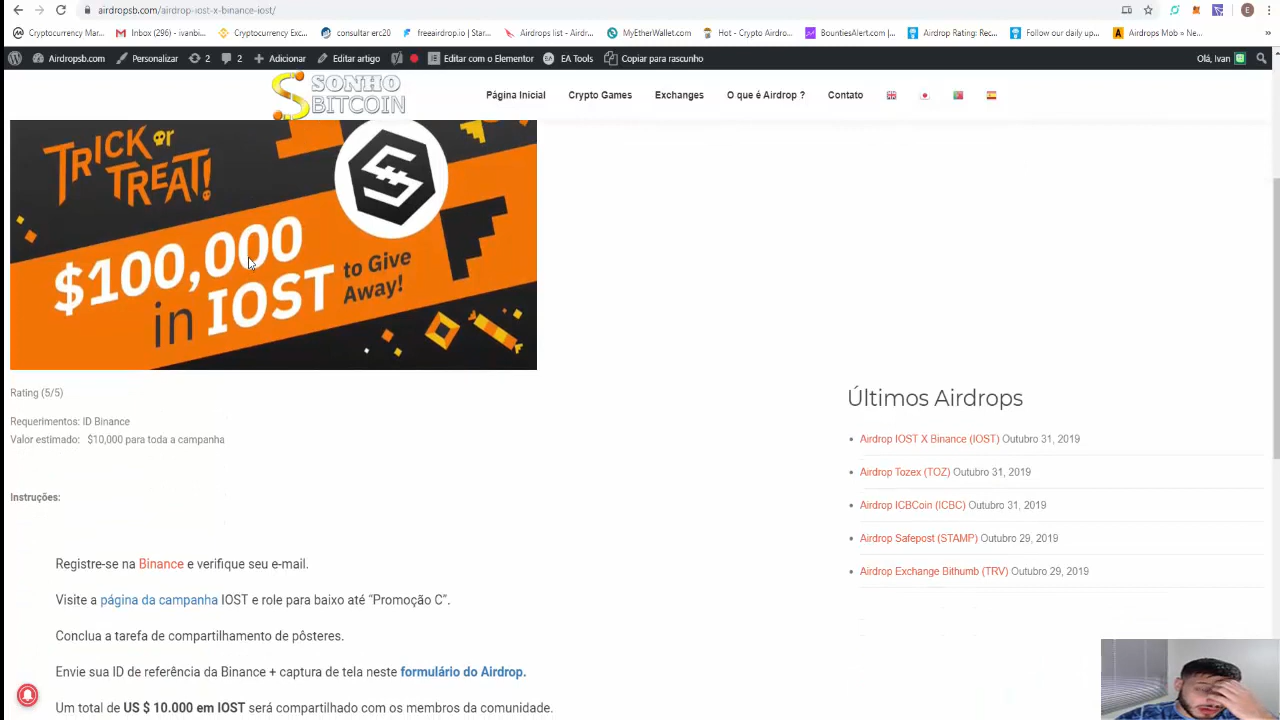 airdropsb.com/airdrop-iost-x-binance-iost/
E
Cryptocurrency Mar...
Inbox (296) -ivanbi...
Cryptocurrency Exc...
consultar erc20
freeairdrop.io | Star...
Airdrops list - Airdr...
MyEtherWallet.com
Hot - Crypto Airdro...
BountiesAlert.com |...
Airdrop Rating: Rec...
Follow our daily up...
Airdrops Mob » Ne...
Airdropsb.com
Personalizar
2
2
Adicionar
Editar artigo
Editar com o Elementor
EA Tools
Copiar para rascunho
Olá, Ivan
SONHO
BITCOIN
Página Inicial
Crypto Games
Exchanges
O que é Airdrop ?
Contato
TRICK or
TREAT!
$100,000
in IOST
to Give
Away!
Rating (5/5)
Requerimentos: ID Binance
Valor estimado: $10,000 para toda a campanha
Instruções:
Registre-se na Binance e verifique seu e-mail.
Visite a página da campanha IOST e role para baixo até “Promoção C”.
Conclua a tarefa de compartilhamento de pôsteres.
Envie sua ID de referência da Binance + captura de tela neste formulário do Airdrop.
Um total de US $ 10.000 em IOST será compartilhado com os membros da comunidade.
Últimos Airdrops
Airdrop IOST X Binance (IOST) Outubro 31, 2019
Airdrop Tozex (TOZ) Outubro 31, 2019
Airdrop ICBCoin (ICBC) Outubro 31, 2019
Airdrop Safepost (STAMP) Outubro 29, 2019
Airdrop Exchange Bithumb (TRV) Outubro 29, 2019